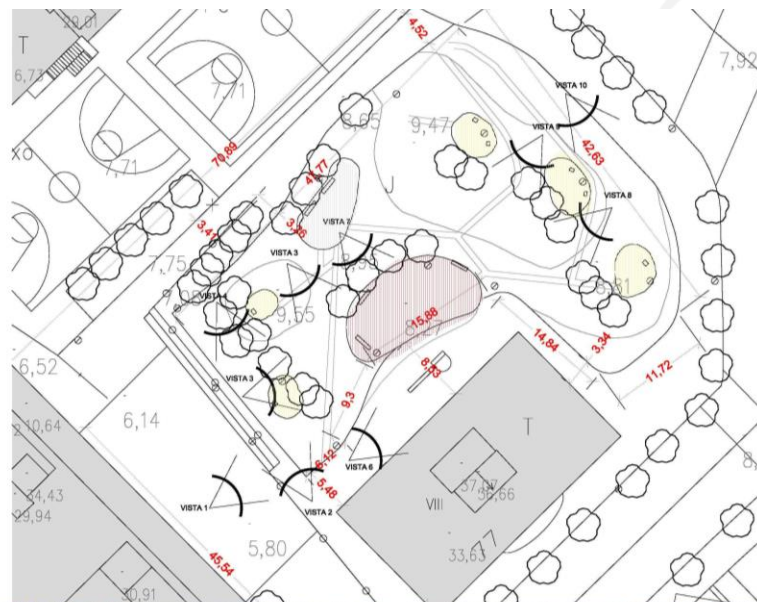 29,01
T
6,73
7,71
7,71
4,52
7,92
VISTA 10
8,65
9,47
VISTA 9
42,63
70,89
41,77
J
VISTA 8
3,41
3,26
VISTA 7
7,75
VISTA 3
9,55
15,88
14,84
3,34
11,72
6,52
8,53
VISTA 3
9,3
6,14
10,64
T
6,12
VISTA 6
5,48
34,43
29,94
VISTA 1
VISTA 2
37,07
36,66
VIII
5,80
33,63
45,54
30,91